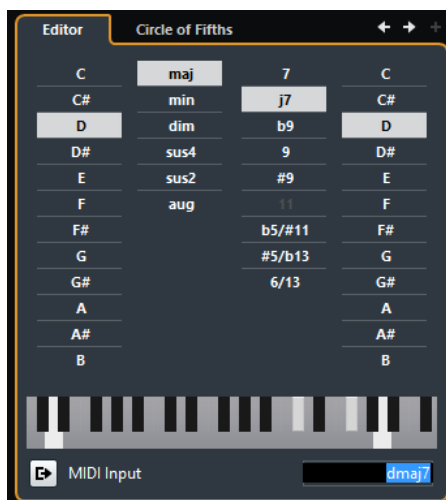 Editor Circle of Fifths
C maj 7 C
C# min j7 C#
D dim b9 D
D# sus4 9 D#
E sus2 #9 E
F aug 11 F
F# b5/#11 F#
G #5/b13 G
G# 6/13 G#
A A
A# A#
B B
MIDI Input dmaj7